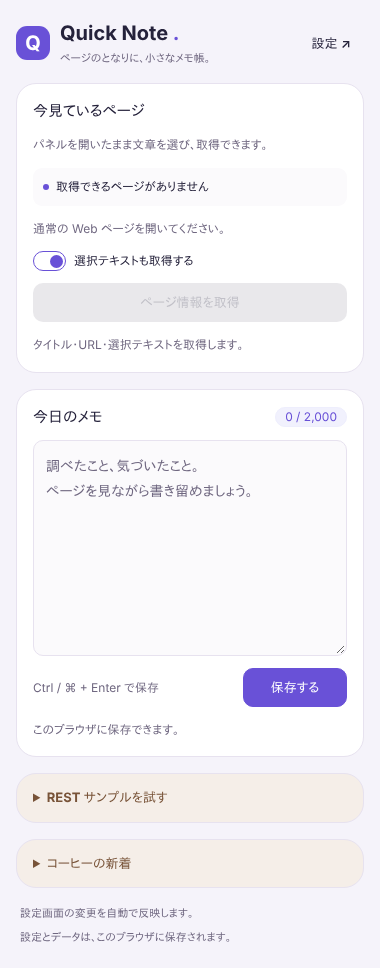 Q
Quick Note .
ページのとなりに、小さなメモ帳。
設定
今見ているページ
パネルを開いたまま文章を選び、取得できます。
取得できるページがありません
通常の Web ページを開いてください。
選択テキストも取得する
ページ情報を取得
タイトル・URL・選択テキストを取得します。
今日のメモ
0 / 2,000
調べたこと、気づいたこと。
ページを見ながら書き留めましょう。
Ctrl / ⌘ + Enter で保存
保存する
このブラウザに保存できます。
REST サンプルを試す
コーヒーの新着
設定画面の変更を自動で反映します。
設定とデータは、このブラウザに保存されます。